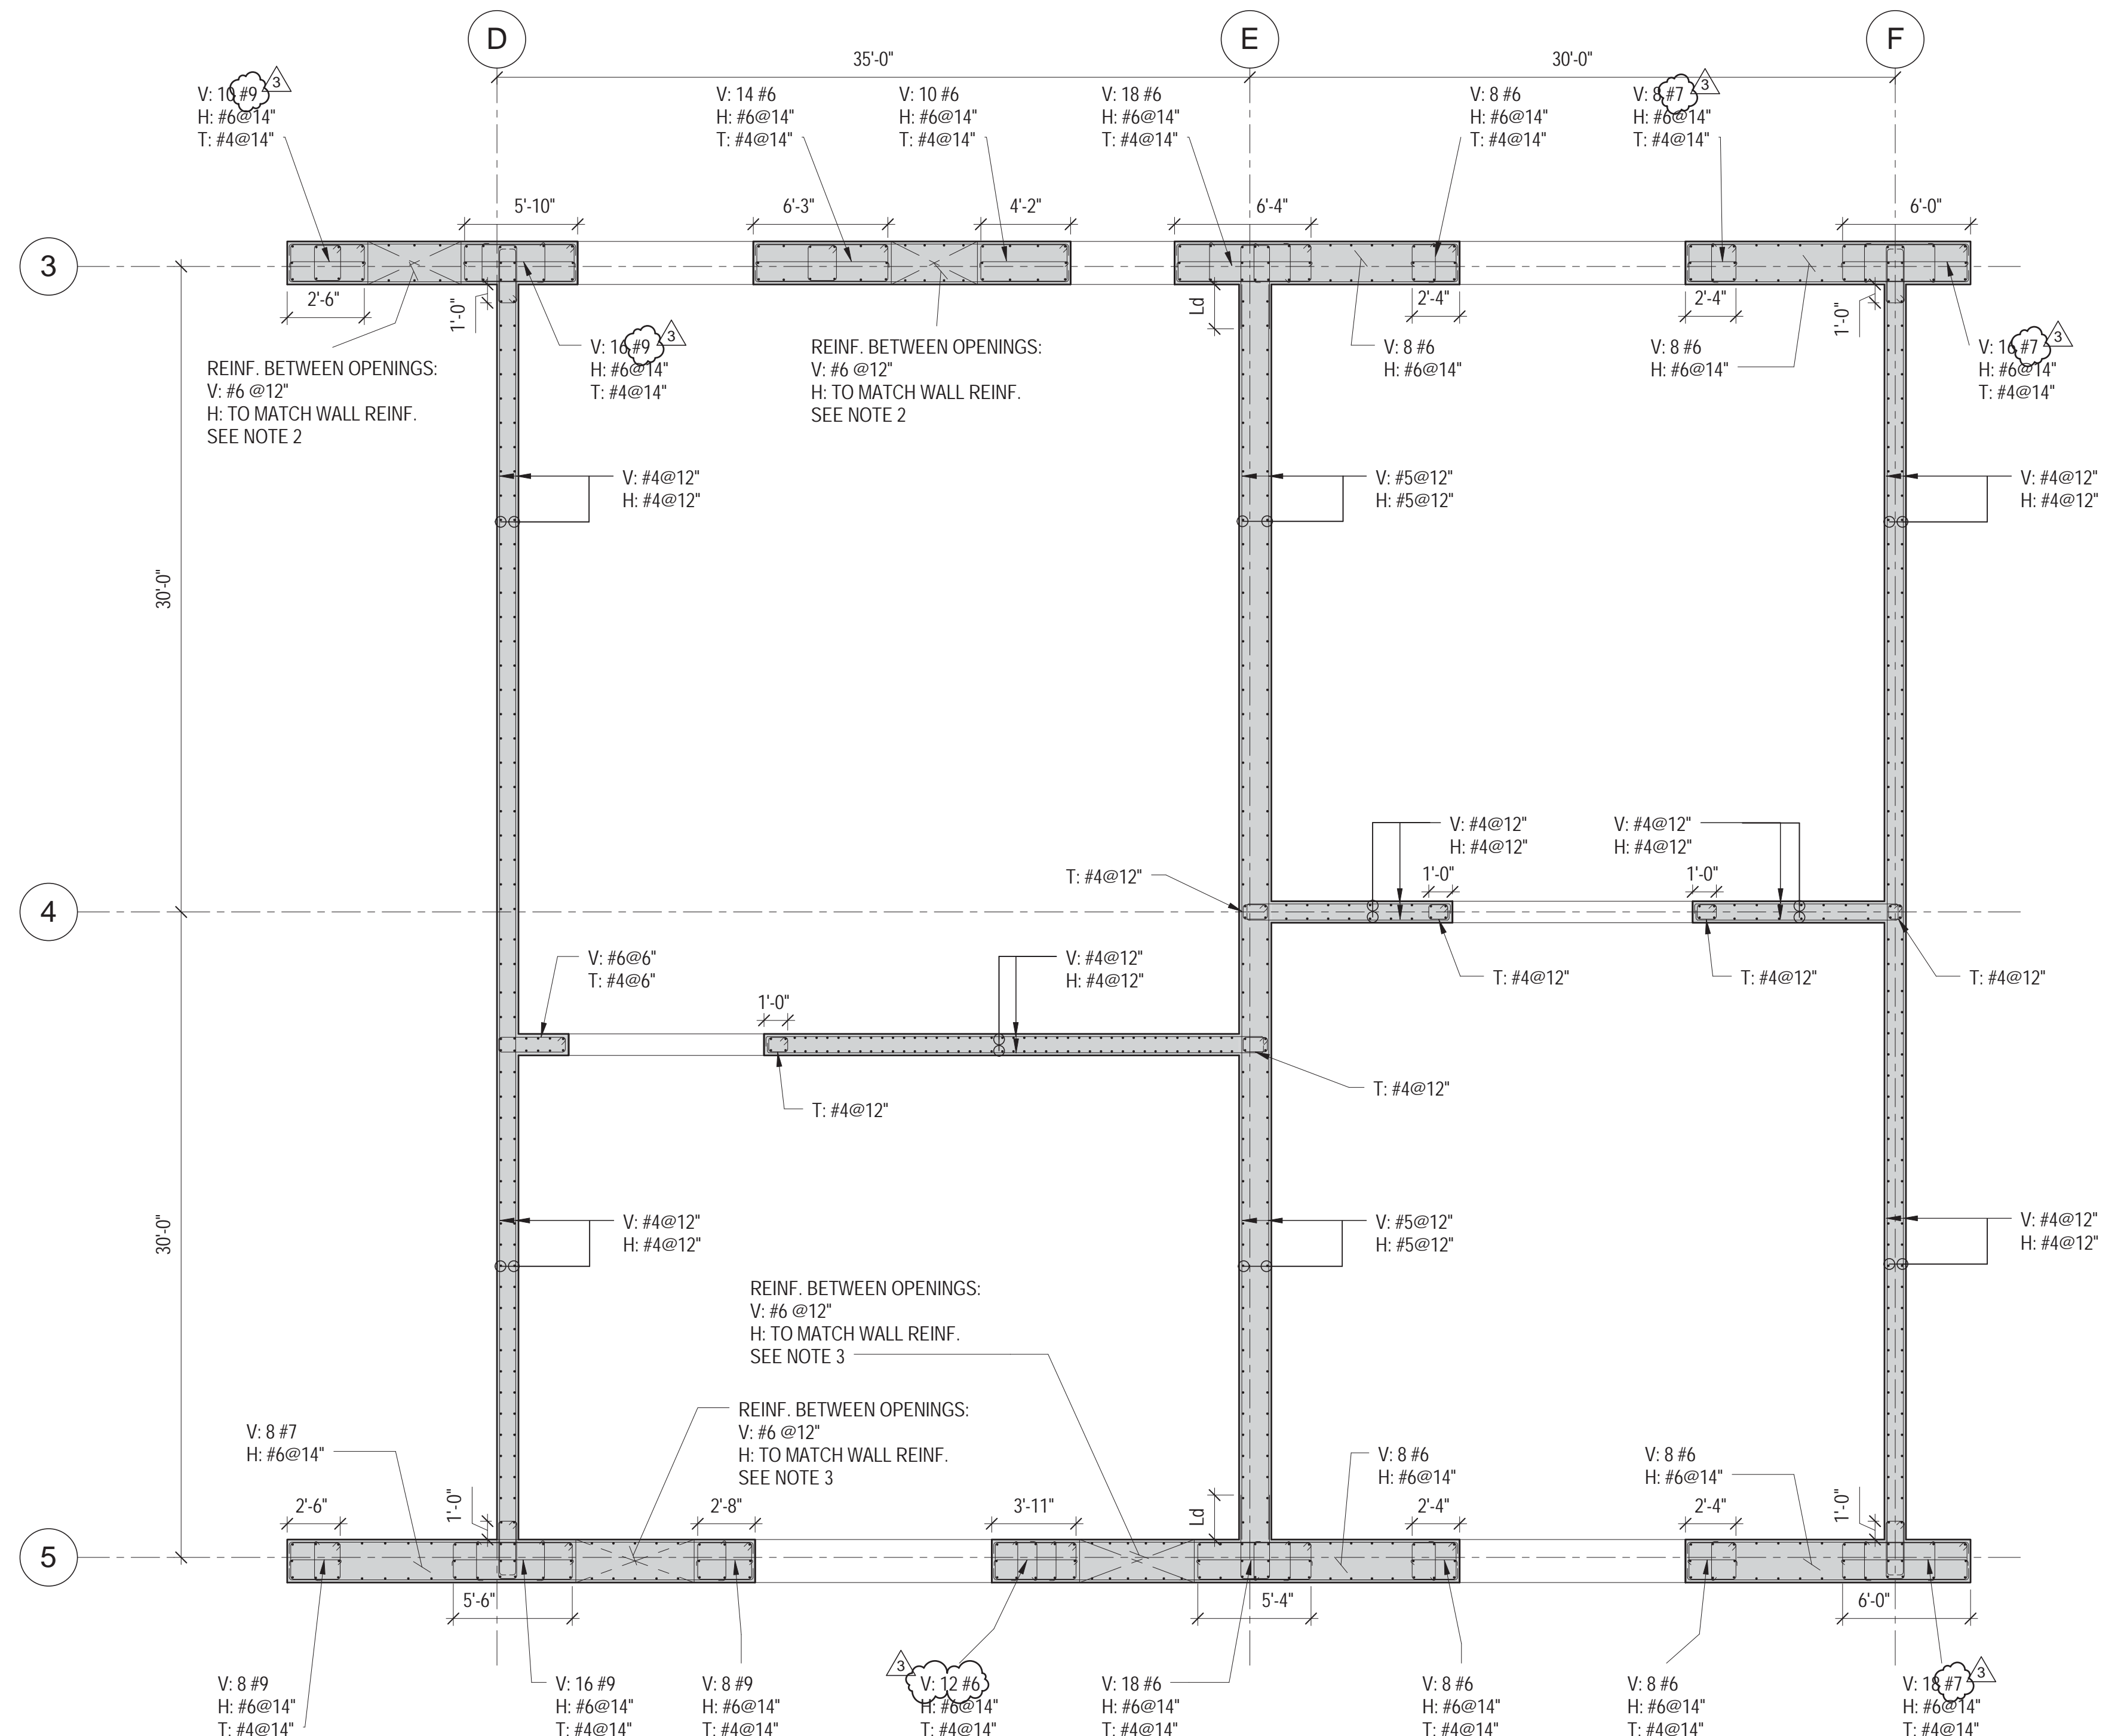 D
E
F
35'-0"
30'-0"
V: 10 #9
H: #6@14"
T: #4@14"
3
V: 14 #6
H: #6@14"
T: #4@14"
V: 10 #6
H: #6@14"
T: #4@14"
V: 18 #6
H: #6@14"
T: #4@14"
V: 8 #6
H: #6@14"
T: #4@14"
V: 8 #7
H: #6@14"
T: #4@14"
3
5'-10"
6'-3"
4'-2"
6'-4"
6'-0"
3
2'-6"
1'-0"
Ld
2'-4"
2'-4"
1'-0"
REINF. BETWEEN OPENINGS:
V: #6 @12"
H: TO MATCH WALL REINF.
SEE NOTE 2
V: 16 #9
H: #6@14"
T: #4@14"
3
REINF. BETWEEN OPENINGS:
V: #6 @12"
H: TO MATCH WALL REINF.
SEE NOTE 2
V: 8 #6
H: #6@14"
V: 8 #6
H: #6@14"
V: 16 #7
H: #6@14"
T: #4@14"
3
V: #4@12"
H: #4@12"
V: #5@12"
H: #5@12"
V: #4@12"
H: #4@12"
30'-0"
V: #4@12"
H: #4@12"
V: #4@12"
H: #4@12"
T: #4@12"
1'-0"
1'-0"
4
V: #6@6"
T: #4@6"
V: #4@12"
H: #4@12"
T: #4@12"
T: #4@12"
T: #4@12"
1'-0"
T: #4@12"
T: #4@12"
30'-0"
V: #4@12"
H: #4@12"
V: #5@12"
H: #5@12"
V: #4@12"
H: #4@12"
REINF. BETWEEN OPENINGS:
V: #6 @12"
H: TO MATCH WALL REINF.
SEE NOTE 3
REINF. BETWEEN OPENINGS:
V: #6 @12"
H: TO MATCH WALL REINF.
SEE NOTE 3
V: 8 #7
H: #6@14"
V: 8 #6
H: #6@14"
V: 8 #6
H: #6@14"
2'-6"
1'-0"
2'-8"
3'-11"
Ld
2'-4"
2'-4"
1'-0"
5
5'-6"
5'-4"
6'-0"
V: 8 #9
H: #6@14"
T: #4@14"
V: 16 #9
H: #6@14"
T: #4@14"
V: 8 #9
H: #6@14"
T: #4@14"
3
V: 12 #6
H: #6@14"
T: #4@14"
V: 18 #6
H: #6@14"
T: #4@14"
V: 8 #6
H: #6@14"
T: #4@14"
V: 8 #6
H: #6@14"
T: #4@14"
V: 18 #7
H: #6@14"
T: #4@14"
3